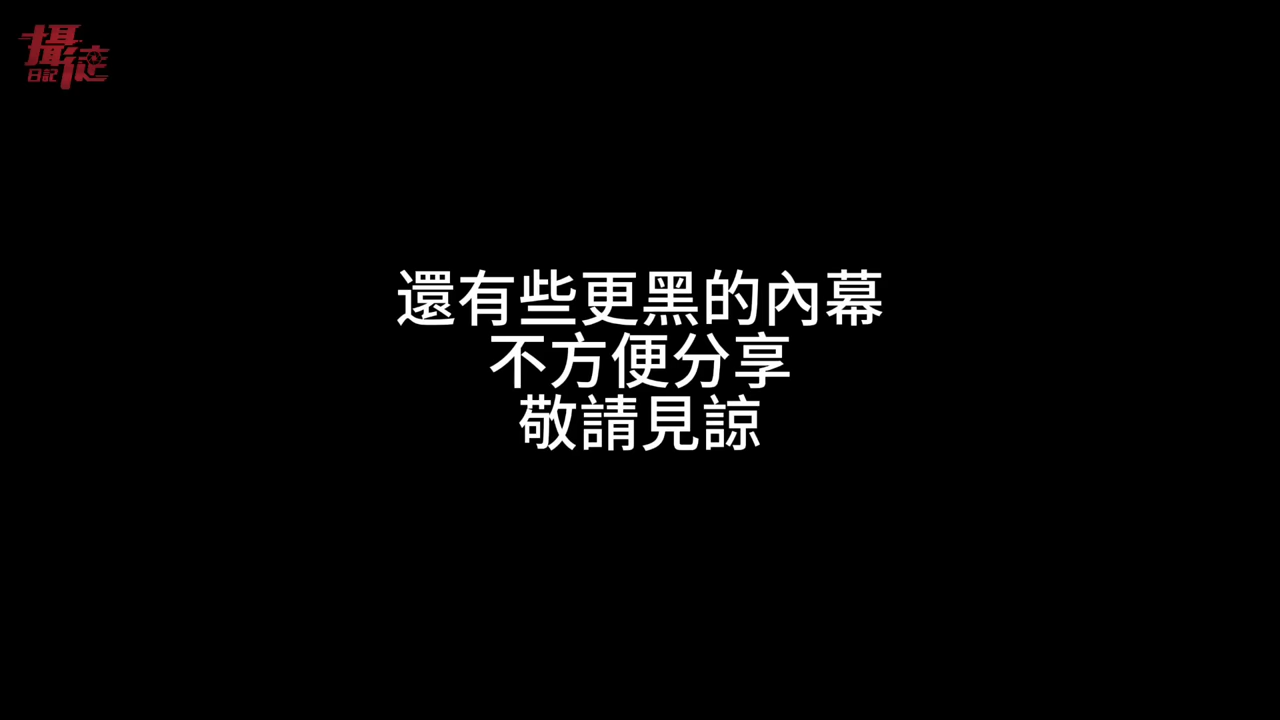 攝徒
日記
還有些更黑的內幕
不方便分享
敬請見諒